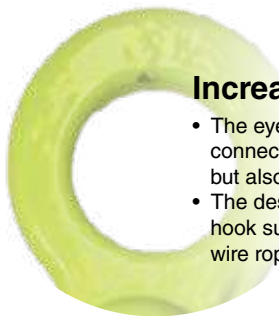 Increa
• The eye
connec
but also
• The des
hook su
wire rop